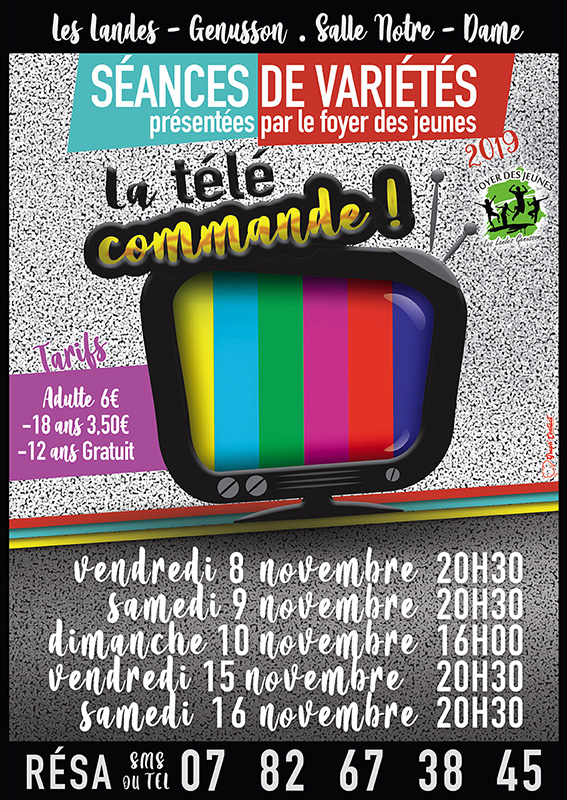 Les Landes - Genusson . Salle Notre - Dame
SÉANCES DE VARIÉTÉS
présentées par le foyer des jeunes
2019
la télé
commande !
FOYER DES JEUNES
Tarifs
Adulte 6€
-18 ans 3,50€
-12 ans Gratuit
vendredi 8 novembre 20H30
samedi 9 novembre 20H30
dimanche 10 novembre 16H00
vendredi 15 novembre 20H30
samedi 16 novembre 20H30
RÉSA SMS OU TEL 07 82 67 38 45